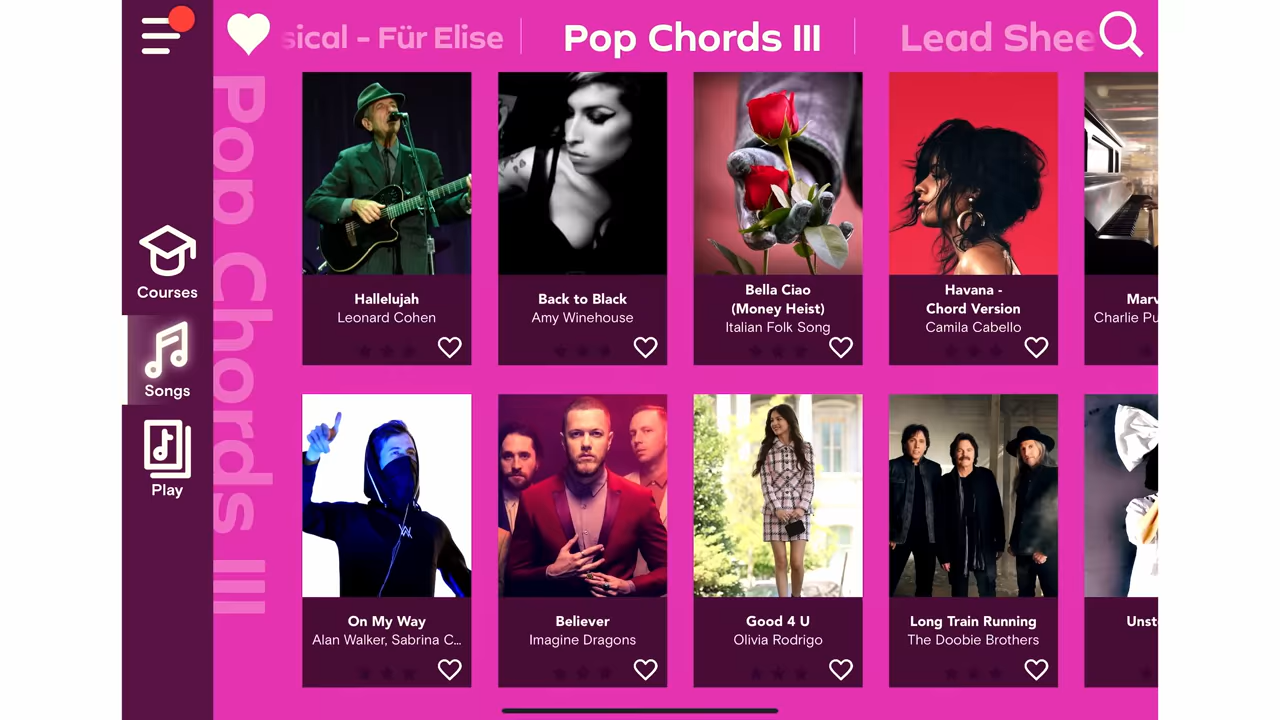 sical - Für Elise
Pop Chords III
Lead Shee
Pop Chords III
Courses
Songs
Play
Hallelujah
Leonard Cohen
Back to Black
Amy Winehouse
Bella Ciao
(Money Heist)
Italian Folk Song
Havana -
Chord Version
Camila Cabello
Marv
Charlie Pu
On My Way
Alan Walker, Sabrina C...
Believer
Imagine Dragons
Good 4 U
Olivia Rodrigo
Long Train Running
The Doobie Brothers
Unst